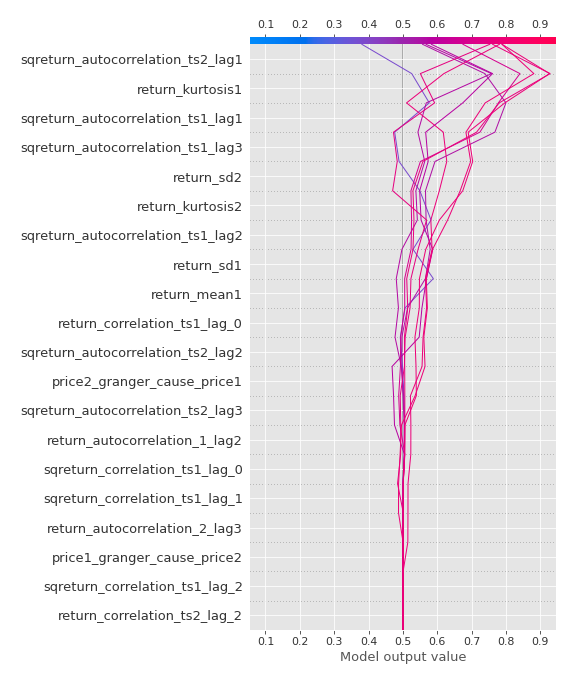 0.1 0.2 0.3 0.4 0.5 0.6 0.7 0.8 0.9
sqreturn_autocorrelation_ts2_lag1
return_kurtosis1
sqreturn_autocorrelation_ts1_lag1
sqreturn_autocorrelation_ts1_lag3
return_sd2
return_kurtosis2
sqreturn_autocorrelation_ts1_lag2
return_sd1
return_mean1
return_correlation_ts1_lag_0
sqreturn_autocorrelation_ts2_lag2
price2_granger_cause_price1
sqreturn_autocorrelation_ts2_lag3
return_autocorrelation_1_lag2
sqreturn_correlation_ts1_lag_0
sqreturn_correlation_ts1_lag_1
return_autocorrelation_2_lag3
price1_granger_cause_price2
sqreturn_correlation_ts1_lag_2
return_correlation_ts2_lag_2
0.1 0.2 0.3 0.4 0.5 0.6 0.7 0.8 0.9
Model output value